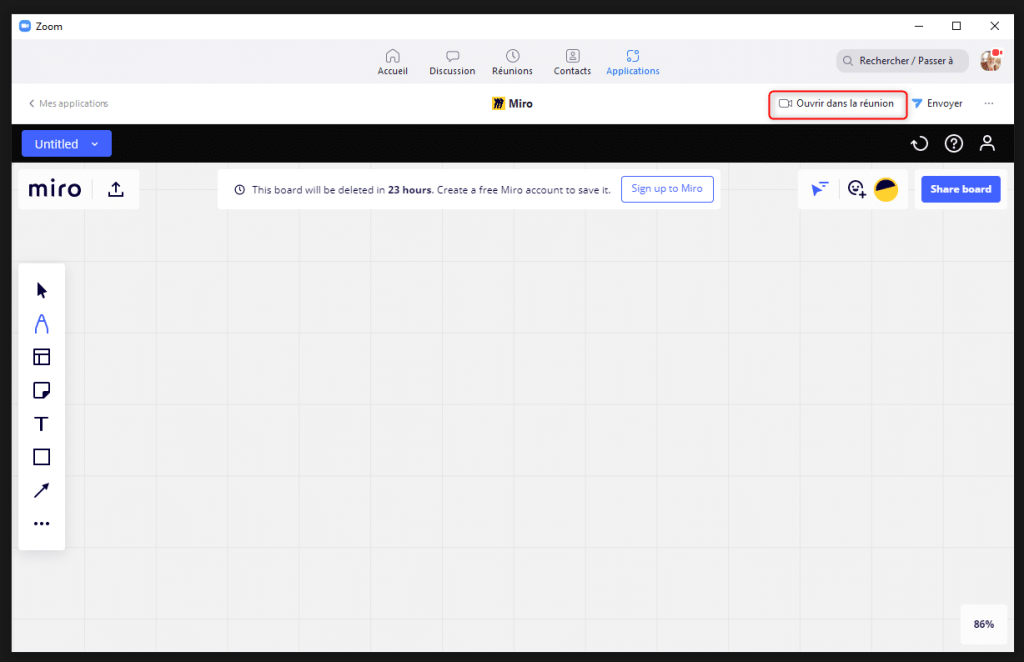 Zoom
Accueil
Discussion
Réunions
Contacts
Applications
Rechercher / Passer à
Mes applications
Miro
Ouvrir dans la réunion
Envoyer
Untitled
miro
This board will be deleted in 23 hours. Create a free Miro account to save it.
Sign up to Miro
Share board
T
86%